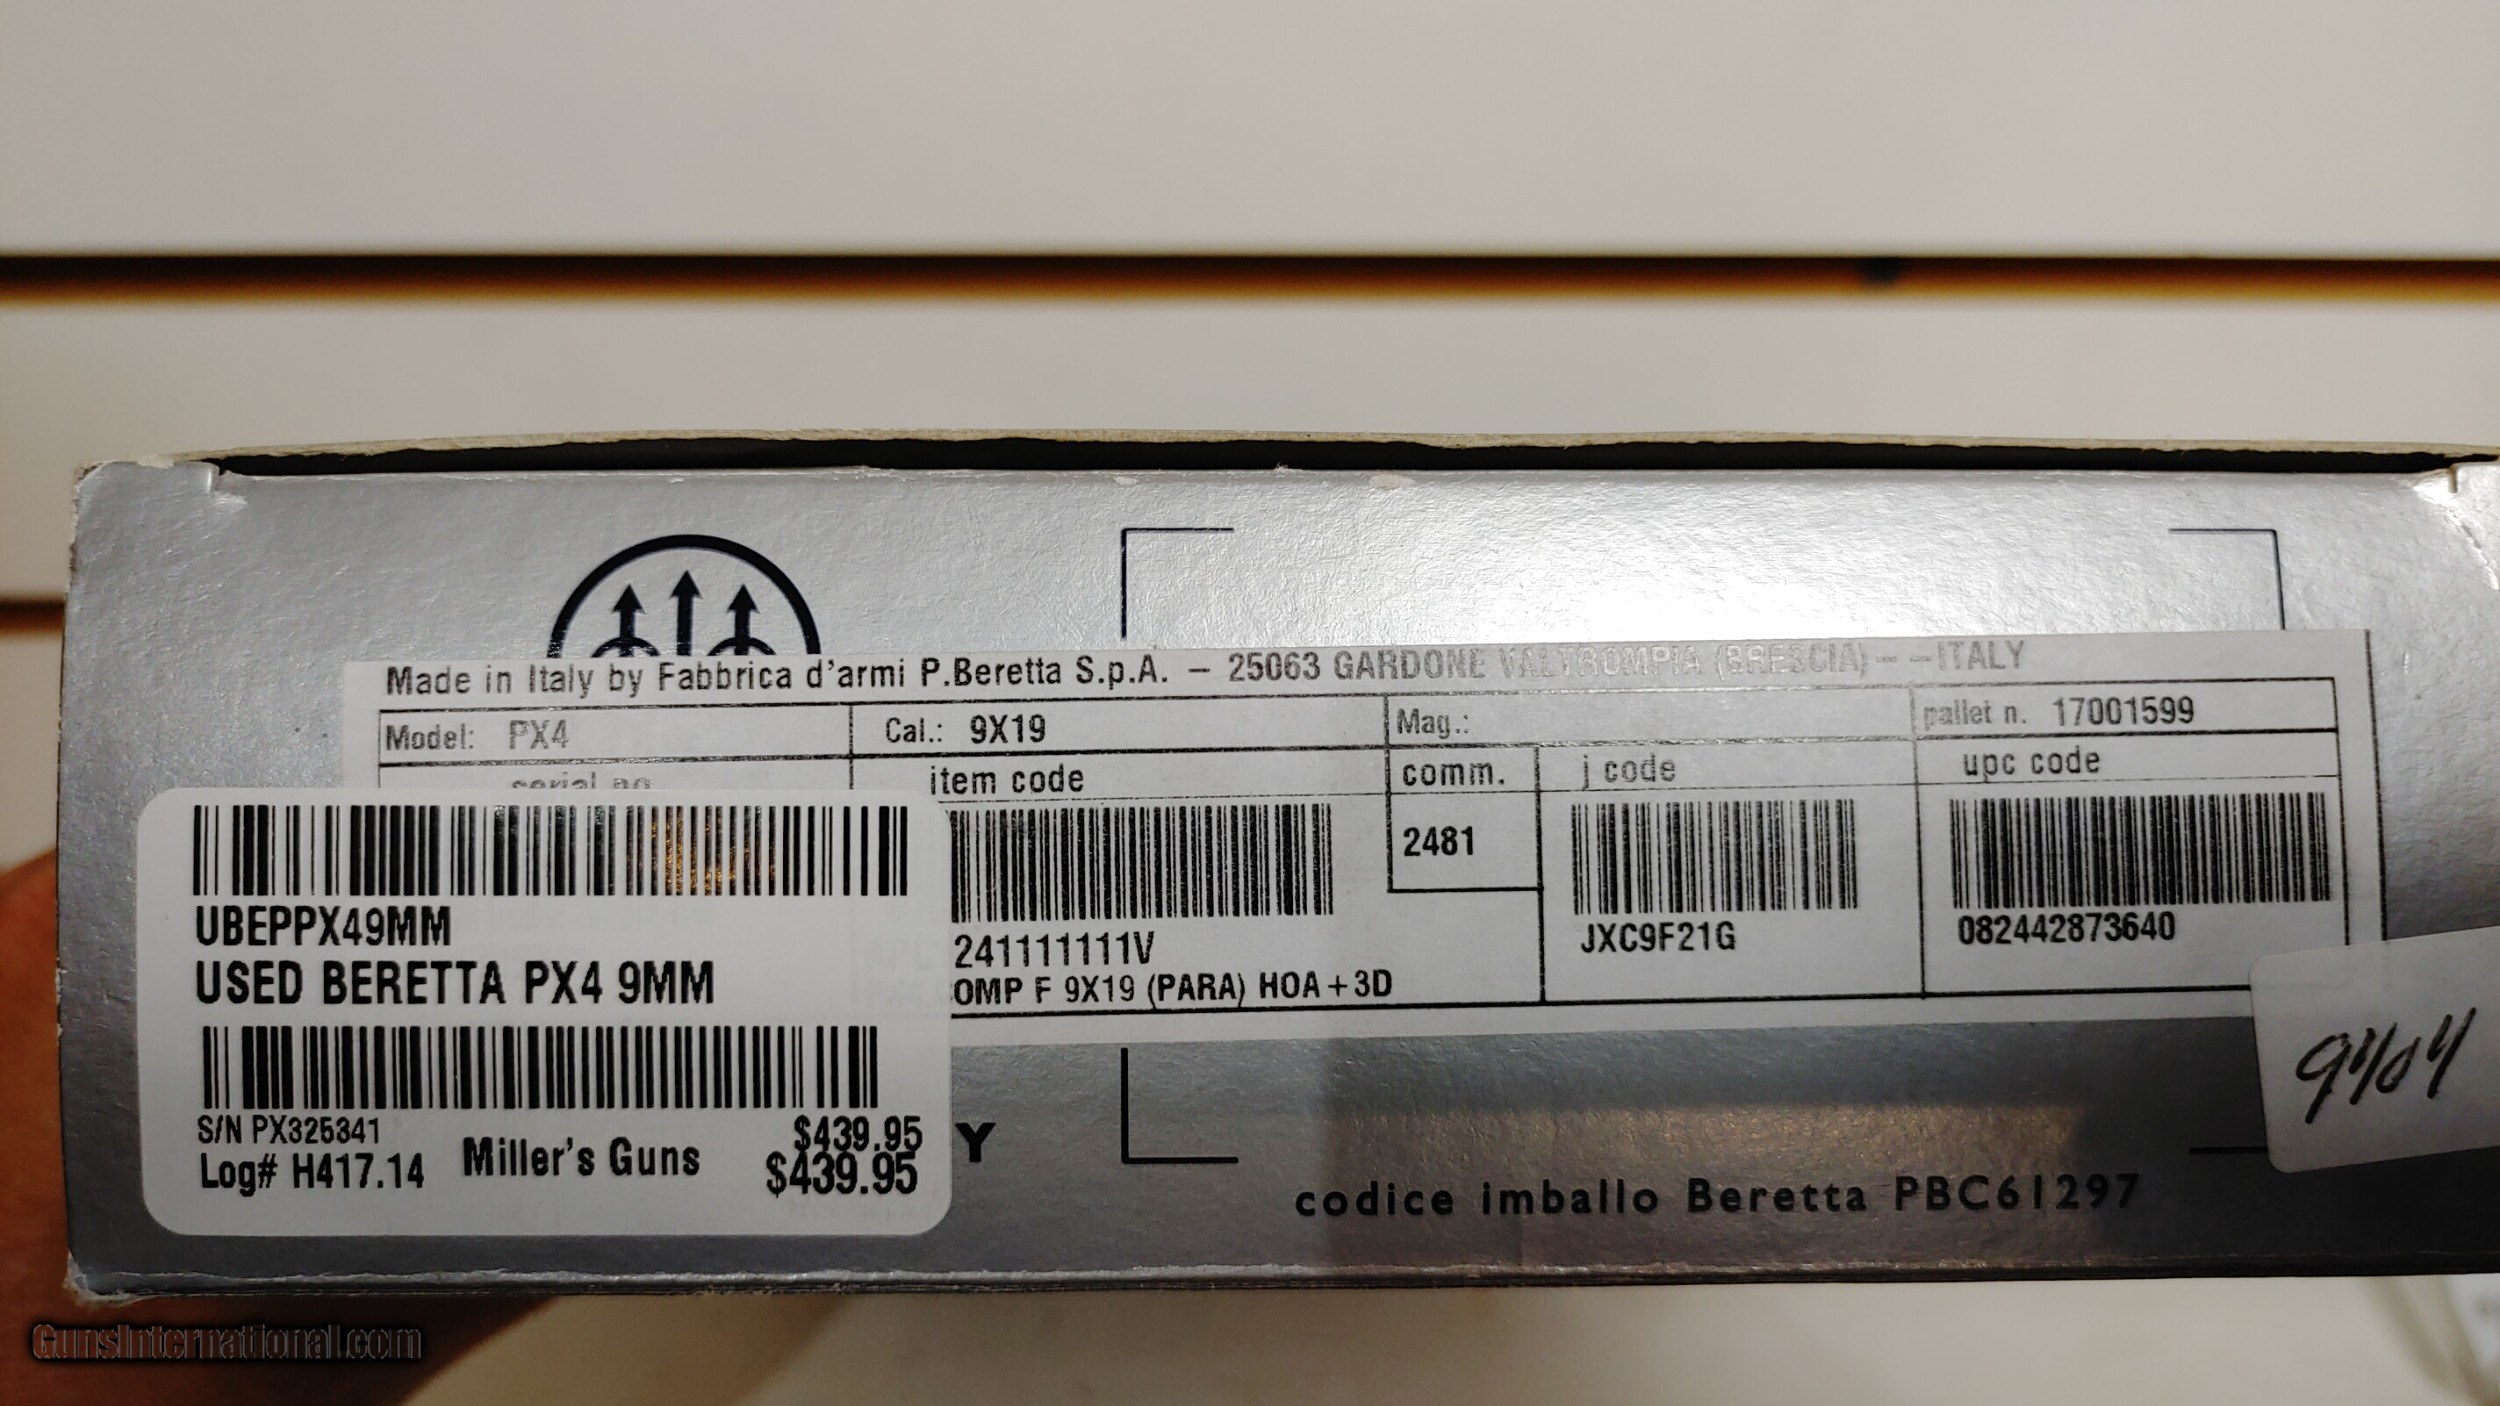 Made in Italy by Fabbrica d'armi P.Beretta S.p.A. – 25063 GARDONE VALTROMPIA (BRESCIA)– –ITALY
Model: PX4 Cal.: 9X19 Mag.: pallet n. 17001599
serial no item code comm. j code upc code
2481
241111111V JXC9F21G 082442873640
OMP F 9X19 (PARA) HOA+3D
UBEPPX49MM
USED BERETTA PX4 9MM
S/N PX325341 $439.95
Log# H417.14 Miller's Guns $439.95
Y
codice imballo Beretta PBC61297
GunsInternational.com